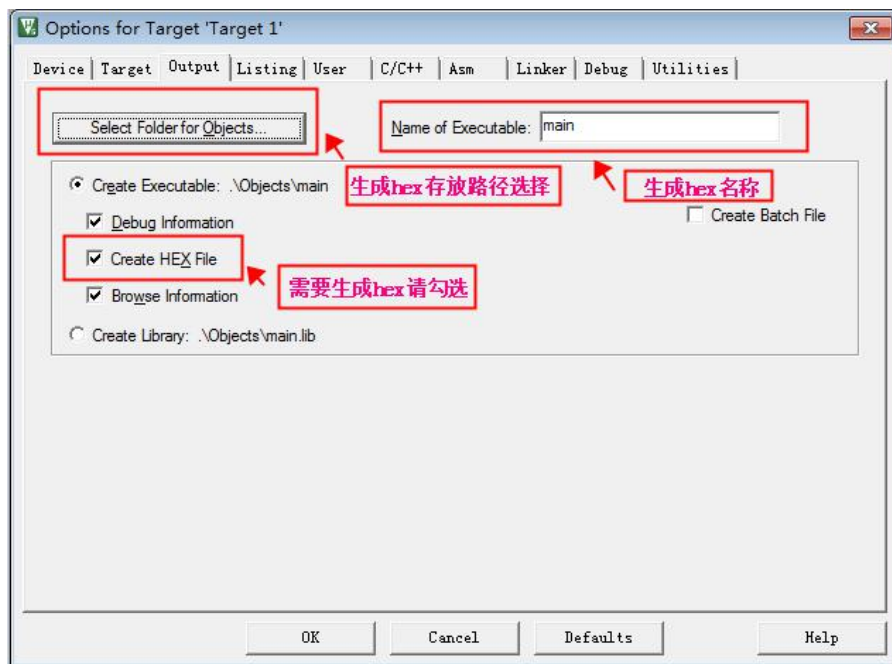 Options for Target 'Target 1'
Device Target Output Listing User C/C++ Asm Linker Debug Utilities
Select Folder for Objects...
Name of Executable: main
Create Executable: .\Objects\main
生成hex存放路径选择
生成hex名称
Debug Information
Create Batch File
Create HEX File
需要生成hex请勾选
Browse Information
Create Library: .\Objects\main.lib
OK Cancel Defaults Help